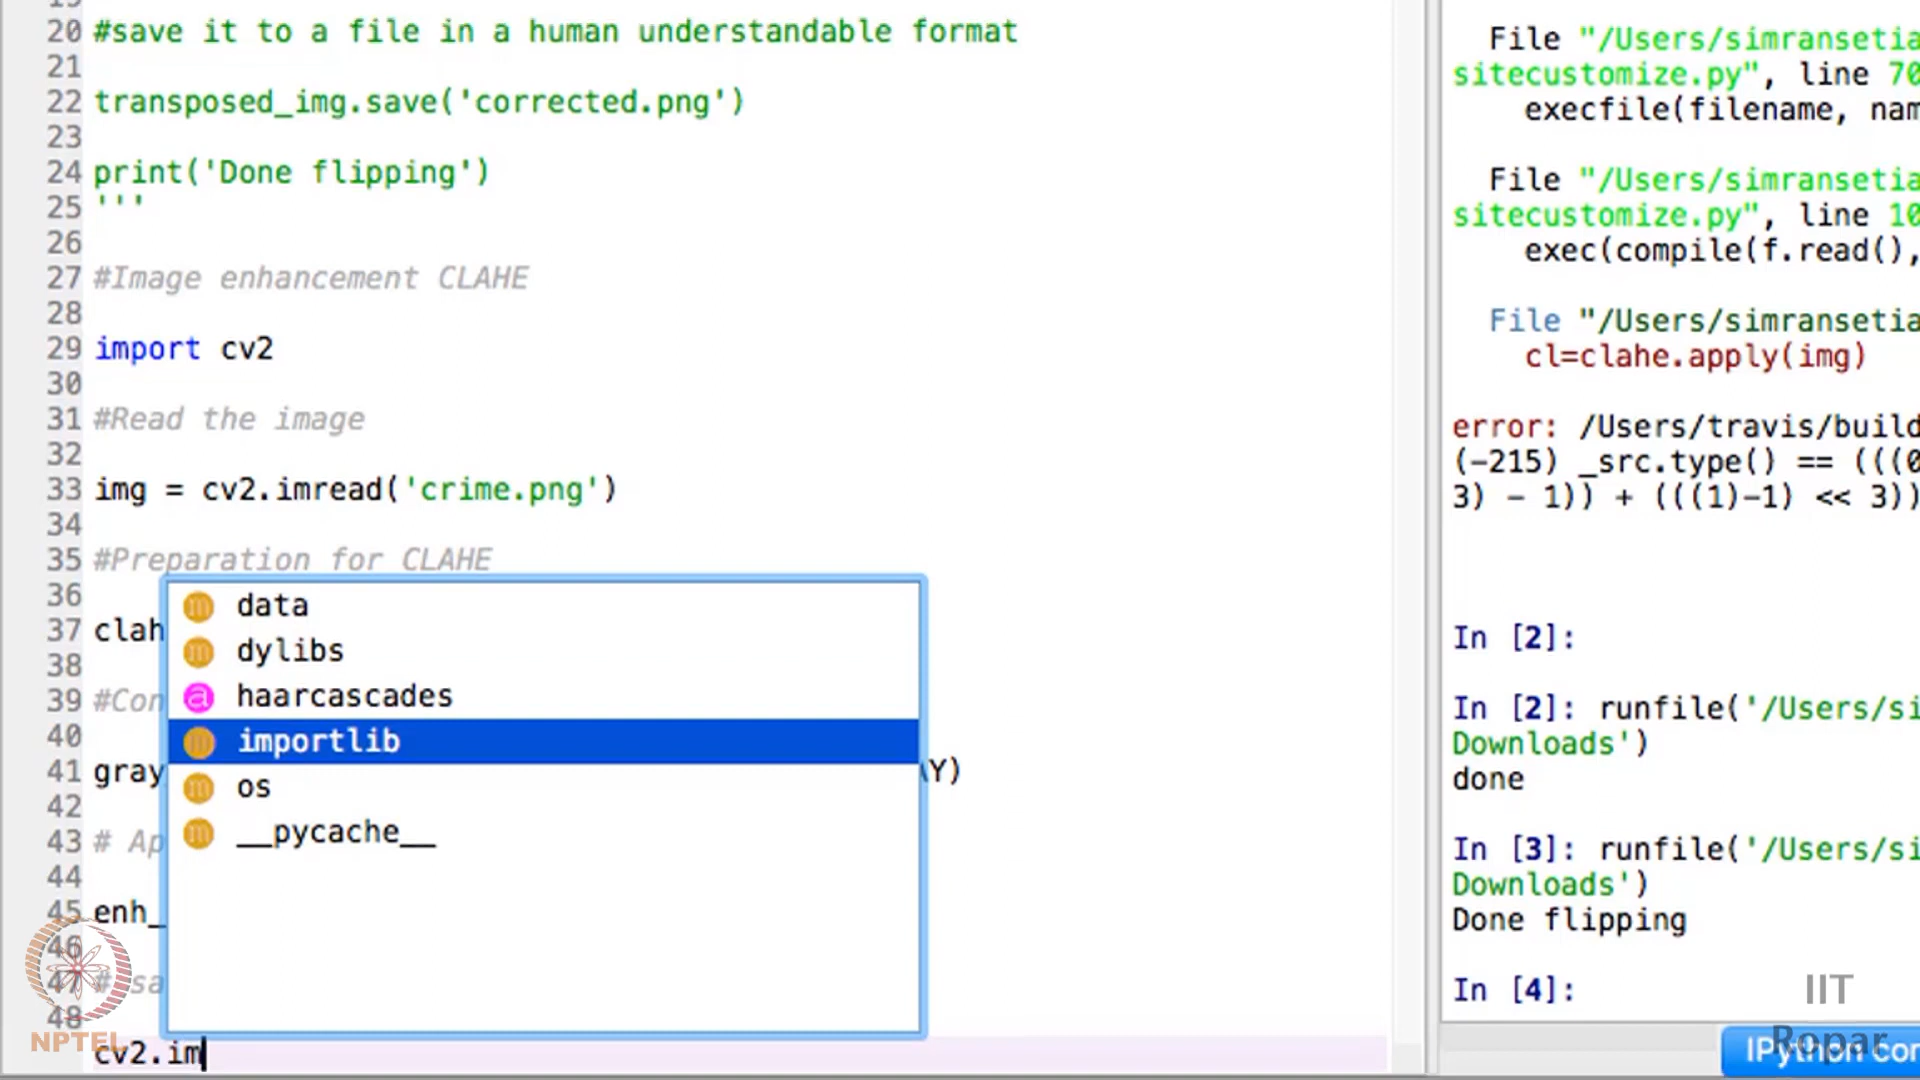 20 #save it to a file in a human understandable format
21
22 transposed_img.save('corrected.png')
23
24 print('Done flipping')
25 '''
26
27 #Image enhancement CLAHE
28
29 import cv2
30
31 #Read the image
32
33 img = cv2.imread('crime.png')
34
35 #Preparation for CLAHE
36
37 clah
38
39 #Con
40
41 gray Y)
42
43 # Ap
44
45 enh_
46
47 # sa
48
cv2.im
data
dylibs
haarcascades
importlib
os
__pycache__
File "/Users/simransetia
sitecustomize.py", line 70
execfile(filename, nam
File "/Users/simransetia
sitecustomize.py", line 10
exec(compile(f.read(),
File "/Users/simransetia
cl=clahe.apply(img)
error: /Users/travis/build
(-215) _src.type() == (((0
3) - 1)) + (((1)-1) << 3))
In [2]:
In [2]: runfile('/Users/si
Downloads')
done
In [3]: runfile('/Users/si
Downloads')
Done flipping
In [4]:
IPython con
NPTEL
IIT
Ropar